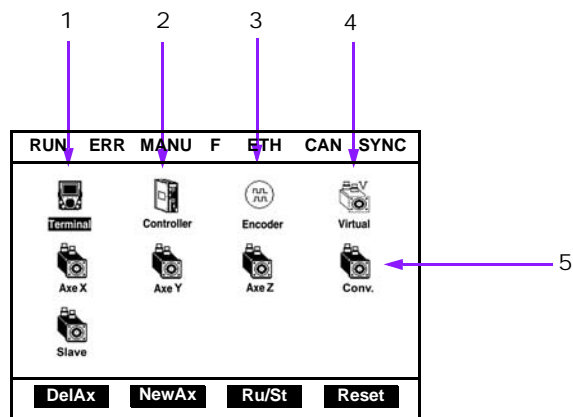 1 2 3 4
RUN ERR MANU F ETH CAN SYNC
V
Terminal Controller Encoder Virtual
5
Axe X Axe Y Axe Z Conv.
Slave
DelAx NewAx Ru/St Reset